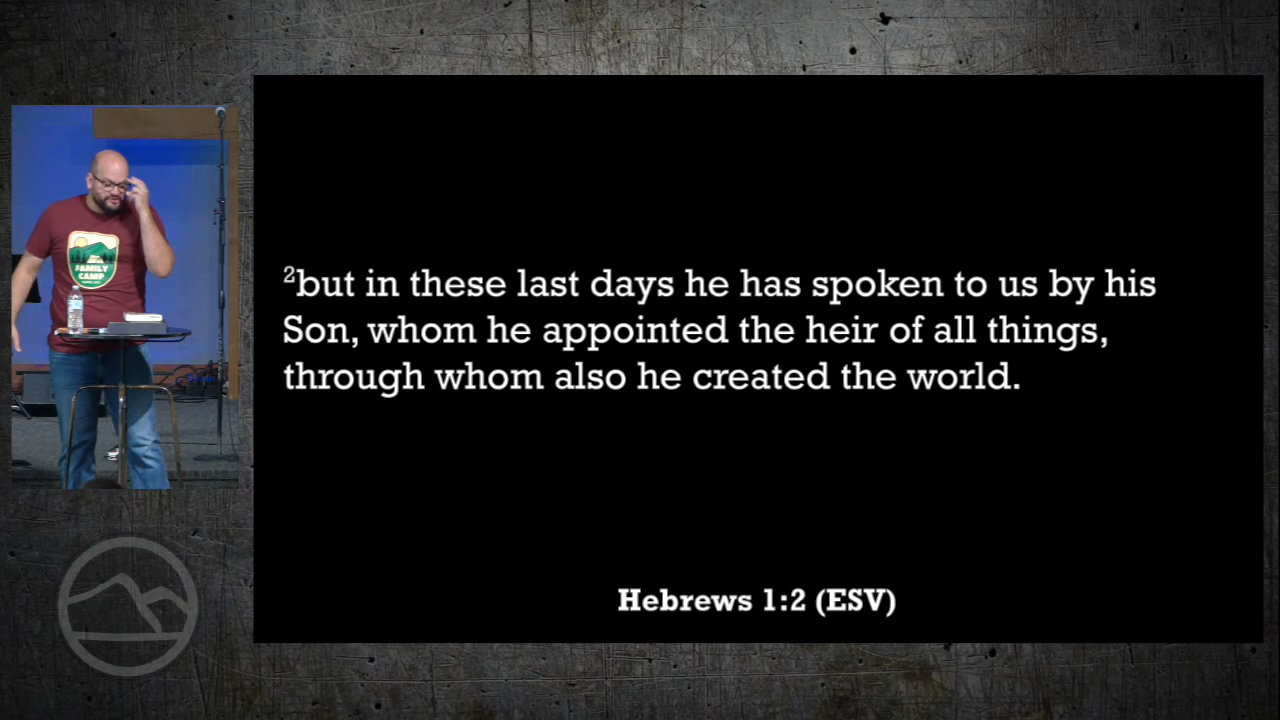 FAMILY
CAMP
²but in these last days he has spoken to us by his
Son, whom he appointed the heir of all things,
through whom also he created the world.
Hebrews 1:2 (ESV)